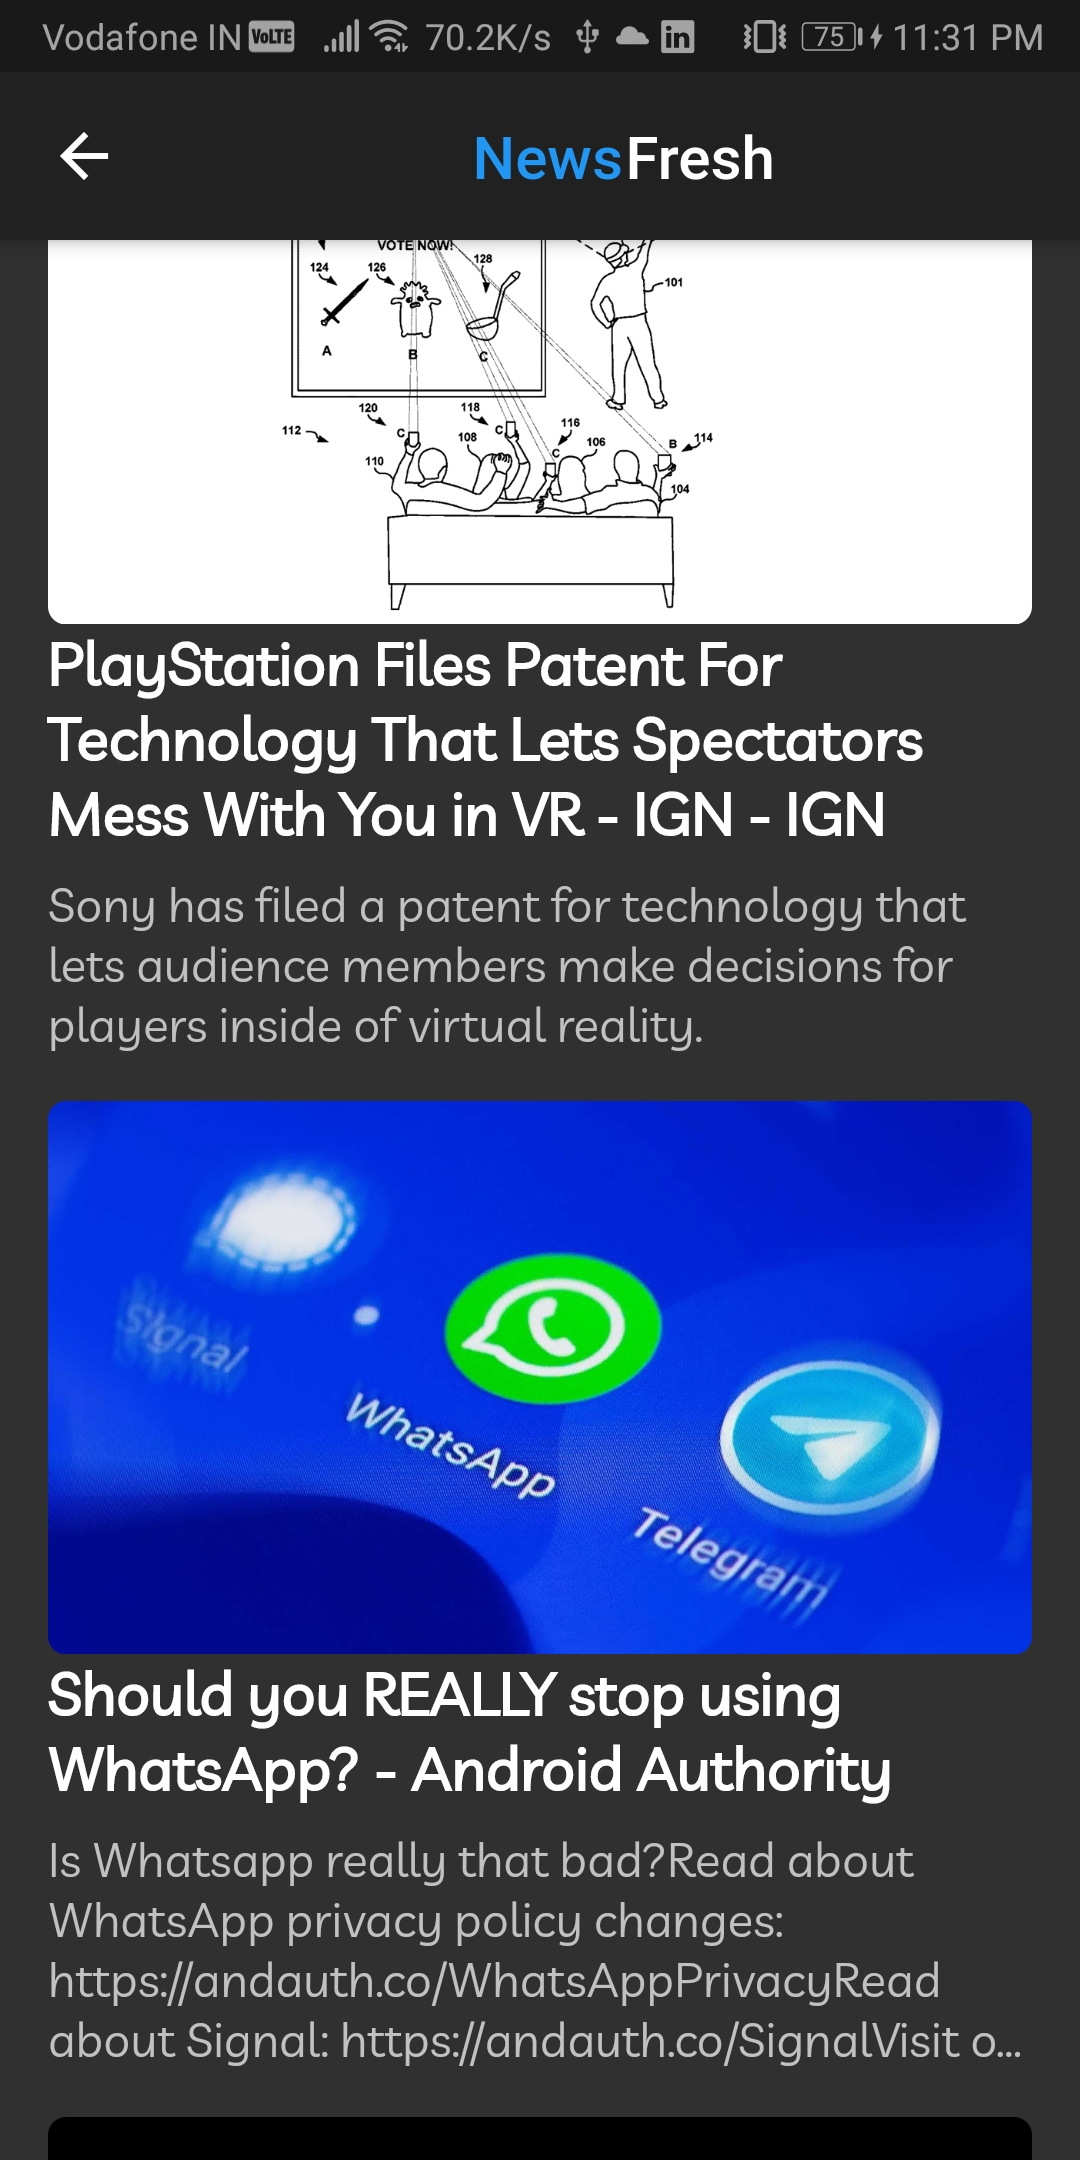 Vodafone IN VoLTE 70.2K/s in 75 11:31 PM
NewsFresh
VOTE NOW!
124 126 128
101
A B C
120 118 116
112 C C 108 C 106 B 114
110 104
PlayStation Files Patent For
Technology That Lets Spectators
Mess With You in VR - IGN - IGN
Sony has filed a patent for technology that
lets audience members make decisions for
players inside of virtual reality.
Signal
WhatsApp
Telegram
Should you REALLY stop using
WhatsApp? - Android Authority
Is Whatsapp really that bad?Read about
WhatsApp privacy policy changes:
https://andauth.co/WhatsAppPrivacyRead
about Signal: https://andauth.co/SignalVisit o...